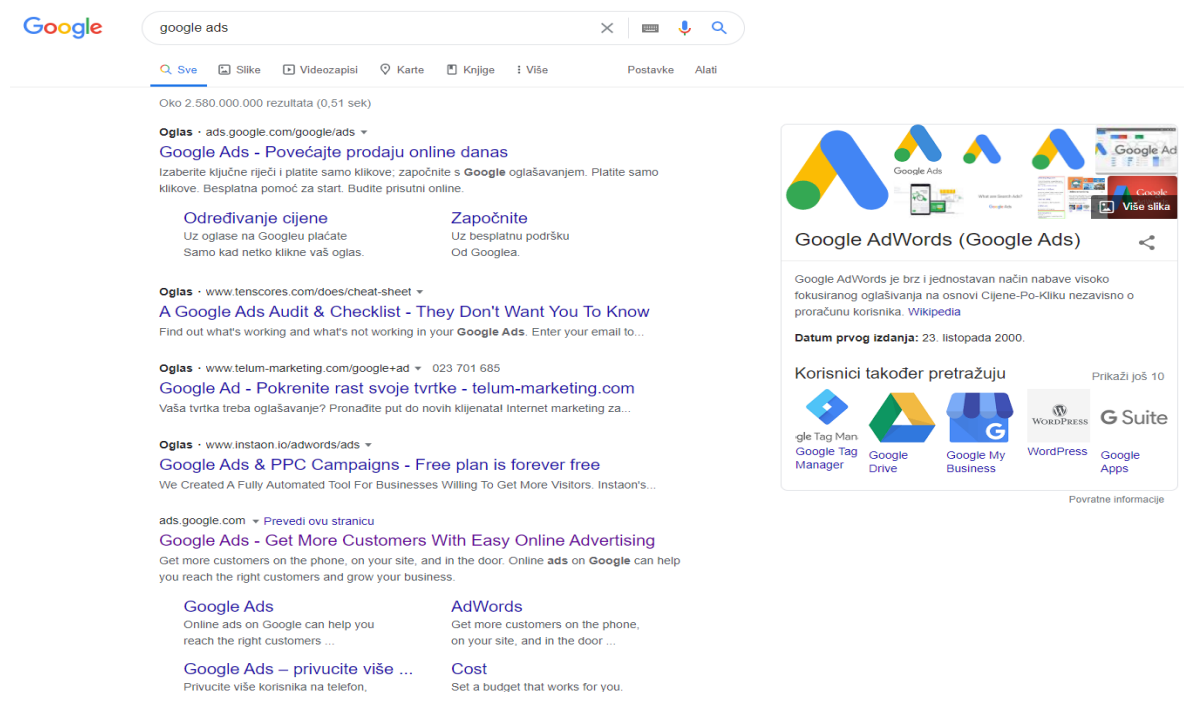 Google
google ads
Sve Slike Videozapisi Karte Knjige Više Postavke Alati
Oko 2.580.000.000 rezultata (0,51 sek)
Oglas · ads.google.com/google/ads
Google Ads - Povećajte prodaju online danas
Izaberite ključne riječi i platite samo klikove; započnite s Google oglašavanjem. Platite samo
klikove. Besplatna pomoć za start. Budite prisutni online.
Određivanje cijene
Uz oglase na Googleu plaćate
Samo kad netko klikne vaš oglas.
Započnite
Uz besplatnu podršku
Od Googlea.
Oglas · www.tenscores.com/does/cheat-sheet
A Google Ads Audit & Checklist - They Don't Want You To Know
Find out what's working and what's not working in your Google Ads. Enter your email to...
Oglas · www.telum-marketing.com/google+ad 023 701 685
Google Ad - Pokrenite rast svoje tvrtke - telum-marketing.com
Vaša tvrtka treba oglašavanje? Pronađite put do novih klijenata! Internet marketing za...
Oglas · www.instaon.io/adwords/ads
Google Ads & PPC Campaigns - Free plan is forever free
We Created A Fully Automated Tool For Businesses Willing To Get More Visitors. Instaon's...
ads.google.com Prevedi ovu stranicu
Google Ads - Get More Customers With Easy Online Advertising
Get more customers on the phone, on your site, and in the door. Online ads on Google can help
you reach the right customers and grow your business.
Google Ads
Online ads on Google can help you
reach the right customers ...
AdWords
Get more customers on the phone,
on your site, and in the door ...
Google Ads – privucite više ...
Privucite više korisnika na telefon,
Cost
Set a budget that works for you.
Google Ads
Google Ad
Google Ads
Google
Više slika
Google AdWords (Google Ads)
Google AdWords je brz i jednostavan način nabave visoko
fokusiranog oglašivanja na osnovi Cijene-Po-Kliku nezavisno o
proračunu korisnika. Wikipedia
Datum prvog izdanja: 23. listopada 2000.
Korisnici također pretražuju
Prikaži još 10
gle Tag Man
Google Tag
Manager
Google
Drive
G
Google My
Business
W
WORDPRESS
WordPress
G Suite
Google
Apps
Povratne informacije